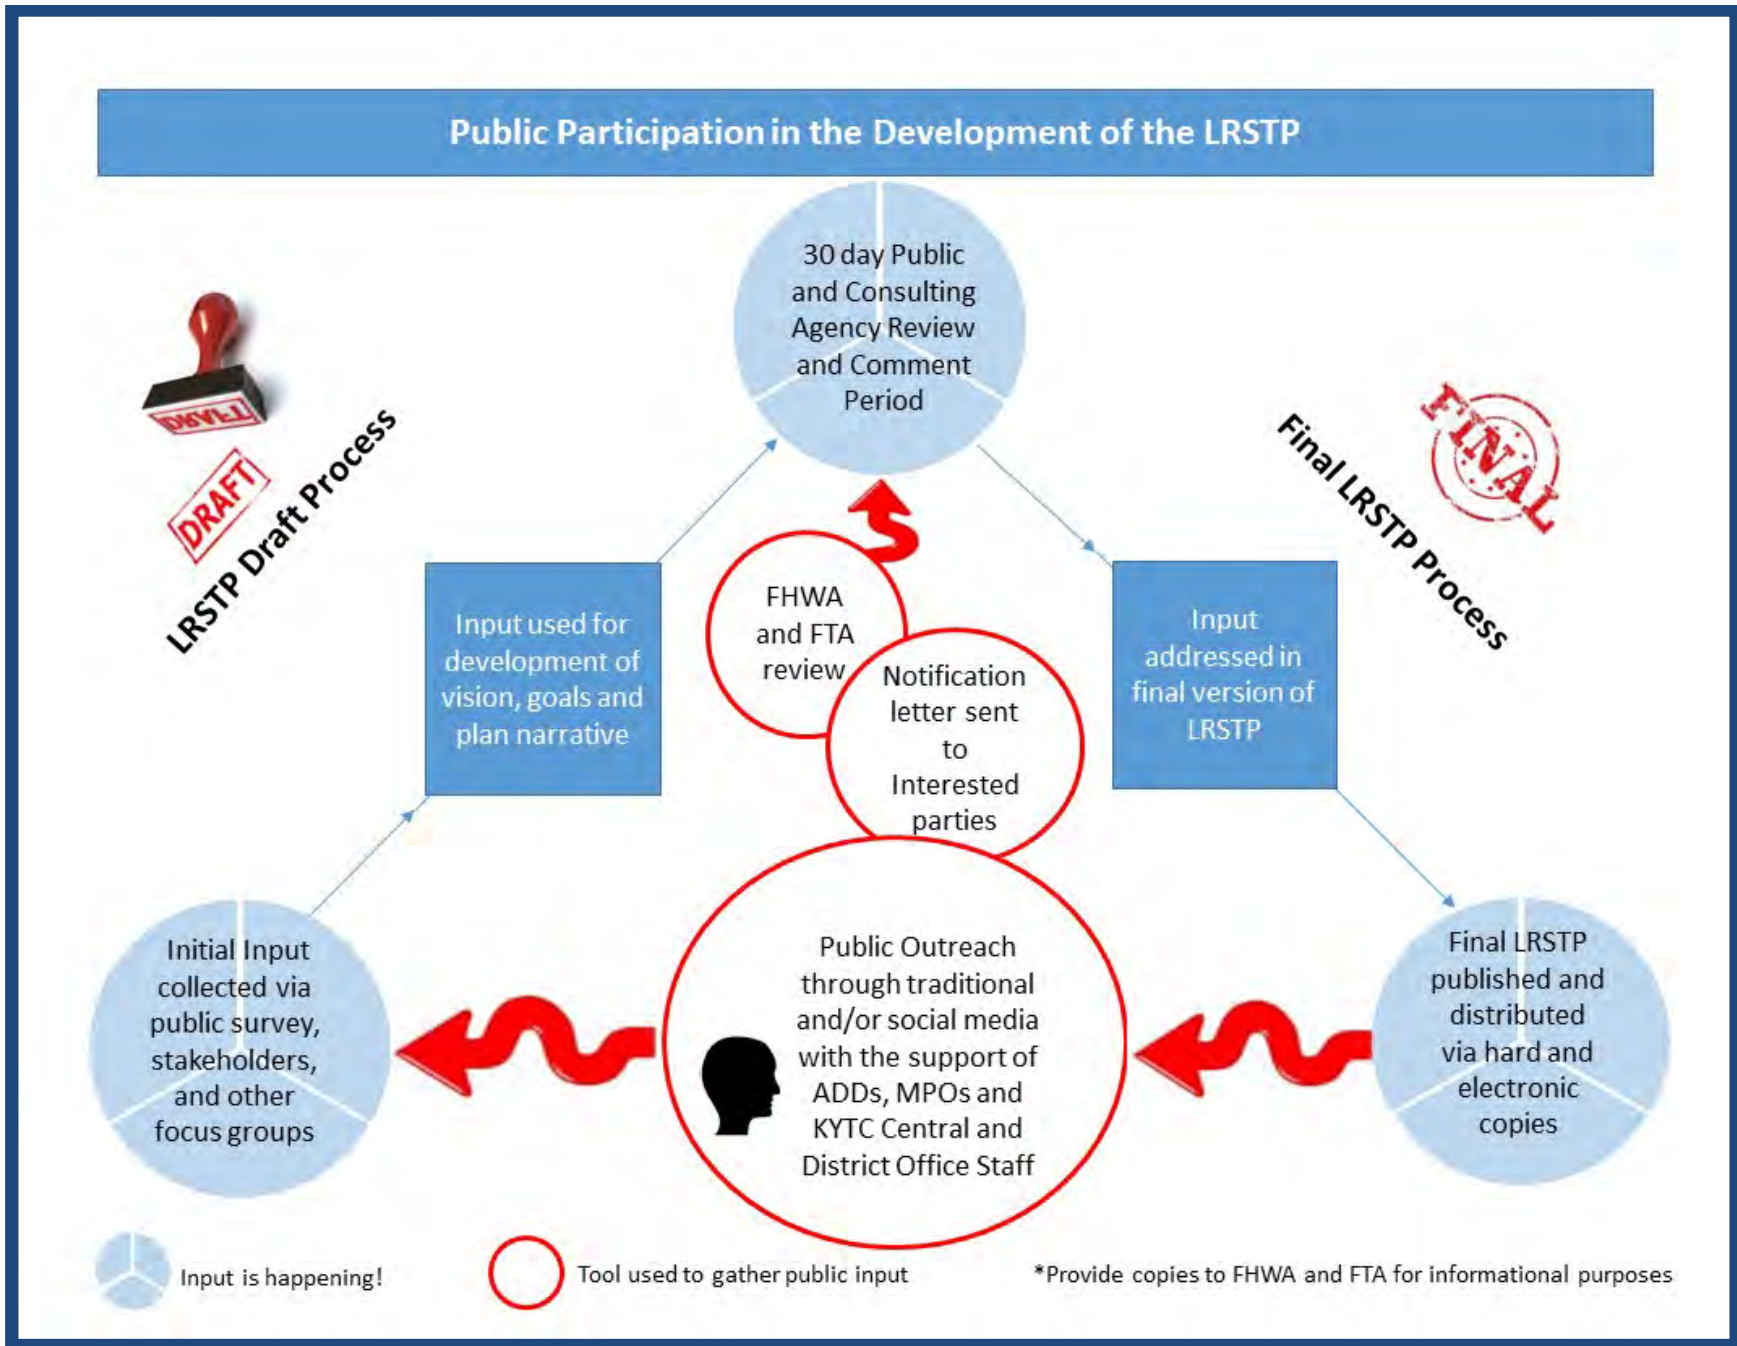 Public Participation in the Development of the LRSTP
30 day Public
and Consulting
Agency Review
and Comment
Period
DRAFT
DRAFT
LRSTP Draft Process
FINAL
Final LRSTP Process
Input used for
development of
vision, goals and
plan narrative
FHWA
and FTA
review
Notification
letter sent
to
Interested
parties
Input
addressed in
final version of
LRSTP
Initial Input
collected via
public survey,
stakeholders,
and other
focus groups
Public Outreach
through traditional
and/or social media
with the support of
ADDs, MPOs and
KYTC Central and
District Office Staff
Final LRSTP
published and
distributed
via hard and
electronic
copies
Input is happening!
Tool used to gather public input
*Provide copies to FHWA and FTA for informational purposes